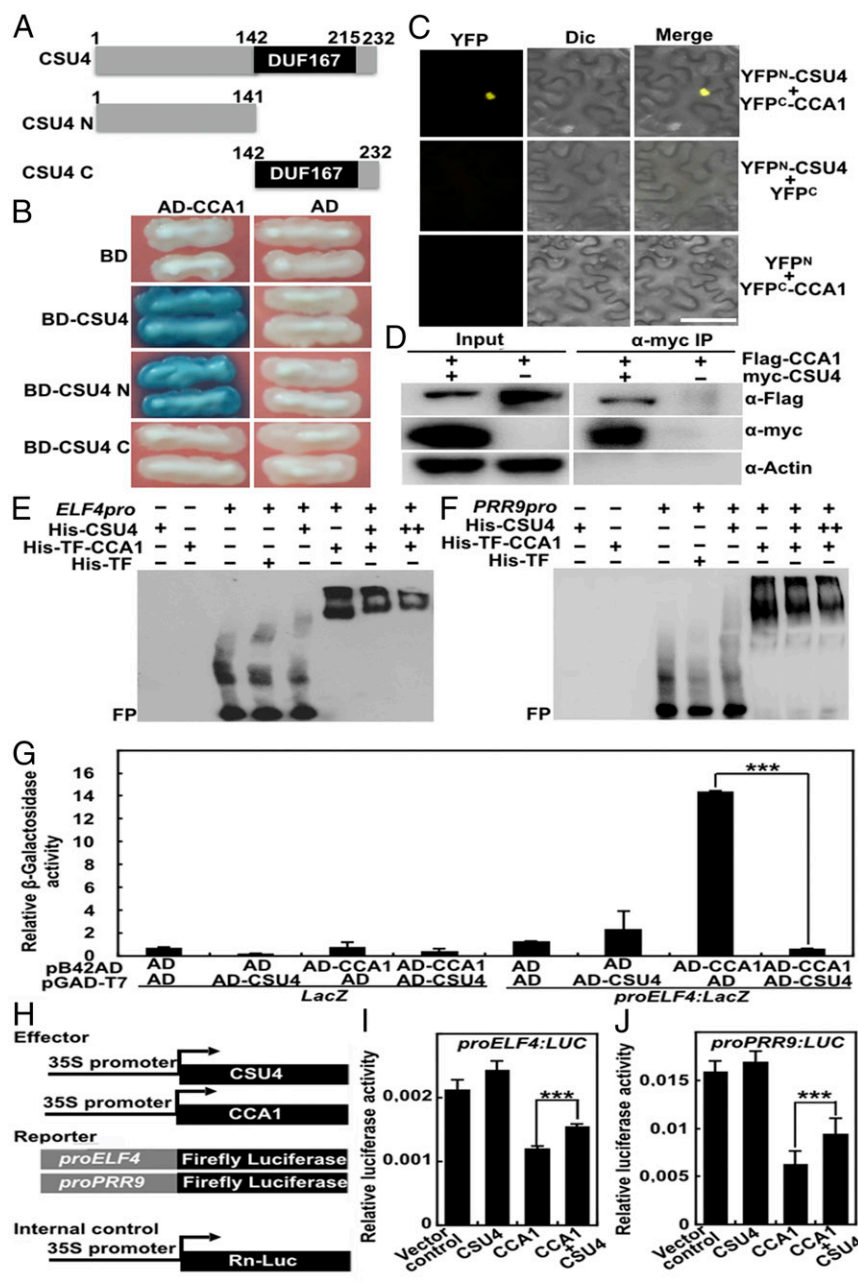 A
1 142 215 232
CSU4 DUF167
1 141
CSU4 N
142 232
CSU4 C DUF167
B
AD-CCA1 AD
BD
BD-CSU4
BD-CSU4 N
BD-CSU4 C
C
YFP Dic Merge
YFPᴺ-CSU4
+
YFPᶜ-CCA1
YFPᴺ-CSU4
+
YFPᶜ
YFPᴺ
+
YFPᶜ-CCA1
D
Input α-myc IP
+ + + + Flag-CCA1
+ − + − myc-CSU4
α-Flag
α-myc
α-Actin
E
ELF4pro − − + + + + + +
His-CSU4 + − − − + − + ++
His-TF-CCA1 − + − − − + + +
His-TF − − − + − − − −
FP
F
PRR9pro − − + + + + + +
His-CSU4 + − − − + − + ++
His-TF-CCA1 − + − − − + + +
His-TF − − − + − − − −
FP
G
Relative β-Galactosidase
activity
16
14
12
10
8
6
4
2
0
***
pB42AD AD AD AD-CCA1 AD-CCA1 AD AD AD-CCA1 AD-CCA1
pGAD-T7 AD AD-CSU4 AD AD-CSU4 AD AD-CSU4 AD AD-CSU4
LacZ proELF4:LacZ
H
Effector
35S promoter
CSU4
35S promoter
CCA1
Reporter
proELF4 Firefly Luciferase
proPRR9 Firefly Luciferase
Internal control
35S promoter
Rn-Luc
I
proELF4:LUC
Relative luciferase activity
0.002
0.001
0
***
Vector
control
CSU4
CCA1
CCA1
+
CSU4
J
proPRR9:LUC
Relative luciferase activity
0.015
0.01
0.005
0
***
Vector
control
CSU4
CCA1
CCA1
+
CSU4